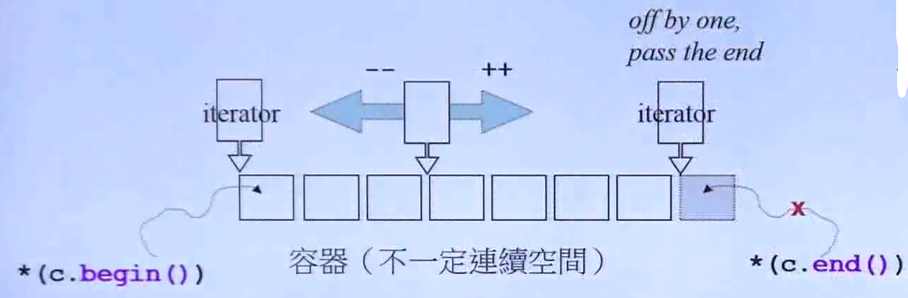 off by one,
pass the end
-- ++
iterator
iterator
x
容器（不一定連續空間）
*(c.begin())
*(c.end())